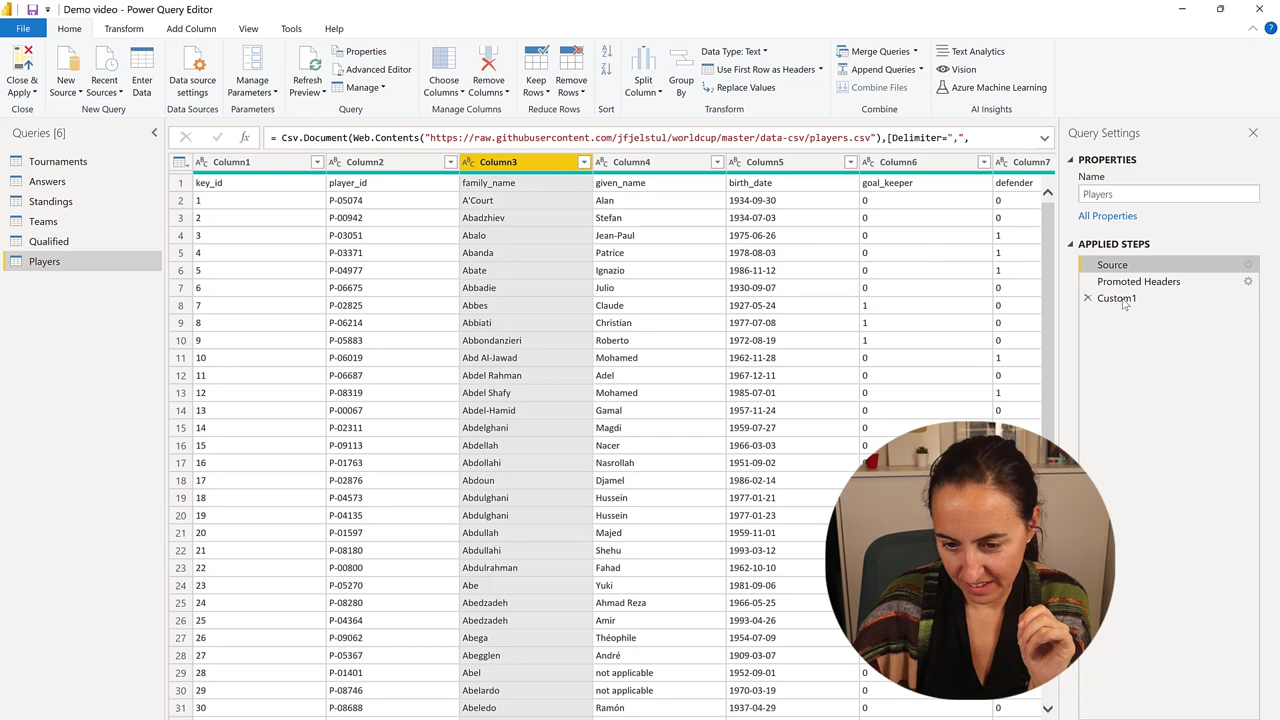 Demo video - Power Query Editor
File Home Transform Add Column View Tools Help
Close & Apply New Source Recent Sources Enter Data Data source settings Manage Parameters Refresh Preview Properties Advanced Editor Manage Choose Columns Remove Columns Keep Rows Remove Rows Split Column Group By Data Type: Text Use First Row as Headers Replace Values Merge Queries Append Queries Combine Files Text Analytics Vision Azure Machine Learning
Close New Query Data Sources Parameters Query Manage Columns Reduce Rows Sort Transform Combine AI Insights
Queries [6]
Tournaments
Answers
Standings
Teams
Qualified
Players
= Csv.Document(Web.Contents("https://raw.githubusercontent.com/jfjelstul/worldcup/master/data-csv/players.csv"),[Delimiter=",",
Column1 Column2 Column3 Column4 Column5 Column6 Column7
1 key_id player_id family_name given_name birth_date goal_keeper defender
2 1 P-05074 A'Court Alan 1934-09-30 0 0
3 2 P-00942 Abadzhiev Stefan 1934-07-03 0 0
4 3 P-03051 Abalo Jean-Paul 1975-06-26 0 1
5 4 P-03371 Abanda Patrice 1978-08-03 0 1
6 5 P-04977 Abate Ignazio 1986-11-12 0 1
7 6 P-06675 Abbadie Julio 1930-09-07 0 0
8 7 P-02825 Abbes Claude 1927-05-24 1 0
9 8 P-06214 Abbiati Christian 1977-07-08 1 0
10 9 P-05883 Abbondanzieri Roberto 1972-08-19 1 0
11 10 P-06019 Abd Al-Jawad Mohamed 1962-11-28 0 1
12 11 P-06687 Abdel Rahman Adel 1967-12-11 0 0
13 12 P-08319 Abdel Shafy Mohamed 1985-07-01 0 1
14 13 P-00067 Abdel-Hamid Gamal 1957-11-24 0 0
15 14 P-02311 Abdelghani Magdi 1959-07-27
16 15 P-09113 Abdellah Nacer 1966-03-03
17 16 P-01763 Abdollahi Nasrollah 1951-09-02
18 17 P-02876 Abdoun Djamel 1986-02-14
19 18 P-04573 Abdulghani Hussein 1977-01-21
20 19 P-04135 Abdulghani Hussein 1977-01-23
21 20 P-01597 Abdullah Majed 1959-11-01
22 21 P-08180 Abdullahi Shehu 1993-03-12
23 22 P-00800 Abdulrahman Fahad 1962-10-10
24 23 P-05270 Abe Yuki 1981-09-06
25 24 P-08280 Abedzadeh Ahmad Reza 1966-05-25
26 25 P-04364 Abedzadeh Amir 1993-04-26
27 26 P-09062 Abega Théophile 1954-07-09
28 27 P-05367 Abegglen André 1909-03-07
29 28 P-01401 Abel not applicable 1952-09-01 0
30 29 P-08746 Abelardo not applicable 1970-03-19 0
31 30 P-08688 Abeledo Ramón 1937-04-29 0
Query Settings
PROPERTIES
Name
Players
All Properties
APPLIED STEPS
Source
Promoted Headers
Custom1